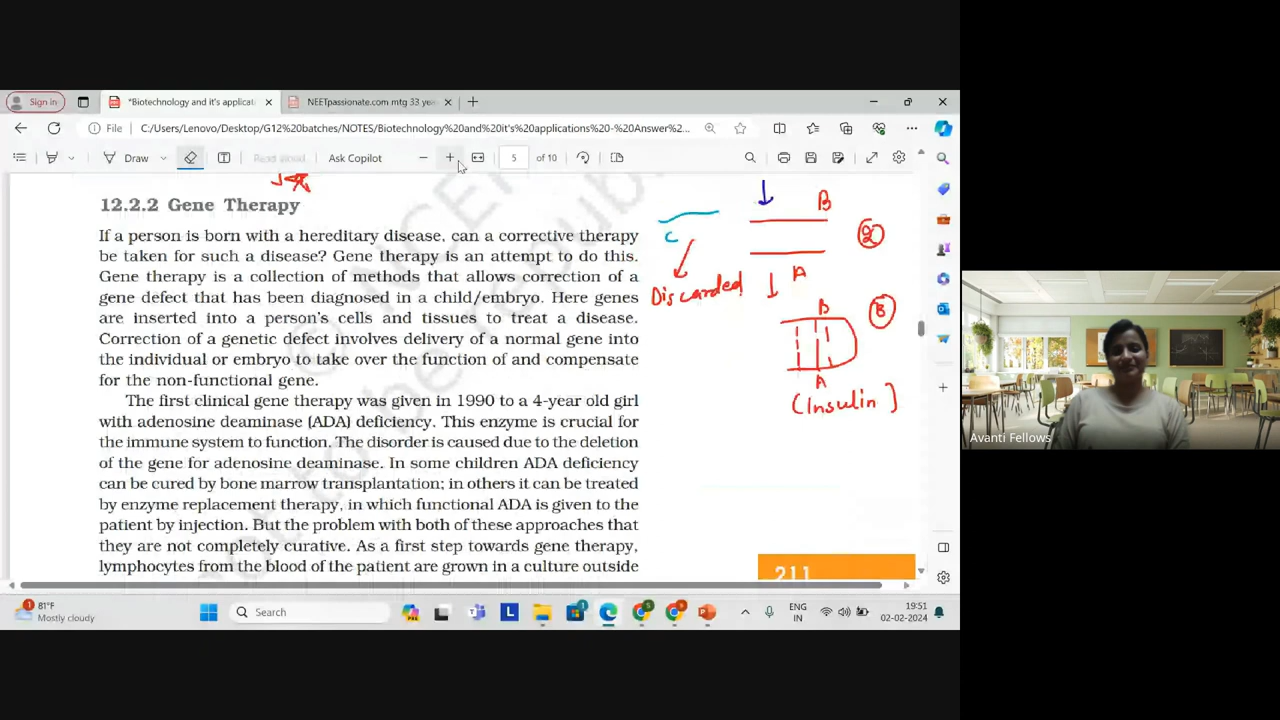 Sign in
*Biotechnology and it's applicati
NEETpassionate.com mtg 33 ye
File
C:/Users/Lenovo/Desktop/G12%20batches/NOTES/Biotechnology%20and%20it's%20applications%20-%20Answer%2...
Draw
Read aloud
Ask Copilot
5 of 10
12.2.2 Gene Therapy
If a person is born with a hereditary disease, can a corrective therapy
be taken for such a disease? Gene therapy is an attempt to do this.
Gene therapy is a collection of methods that allows correction of a
gene defect that has been diagnosed in a child/embryo. Here genes
are inserted into a person's cells and tissues to treat a disease.
Correction of a genetic defect involves delivery of a normal gene into
the individual or embryo to take over the function of and compensate
for the non-functional gene.
The first clinical gene therapy was given in 1990 to a 4-year old girl
with adenosine deaminase (ADA) deficiency. This enzyme is crucial for
the immune system to function. The disorder is caused due to the deletion
of the gene for adenosine deaminase. In some children ADA deficiency
can be cured by bone marrow transplantation; in others it can be treated
by enzyme replacement therapy, in which functional ADA is given to the
patient by injection. But the problem with both of these approaches that
they are not completely curative. As a first step towards gene therapy,
lymphocytes from the blood of the patient are grown in a culture outside
B
C
A
Discarded
B
A
(Insulin)
211
© NCE
not to be repub
Avanti Fellows
1
81°F
Mostly cloudy
Search
ENG
IN
19:51
02-02-2024